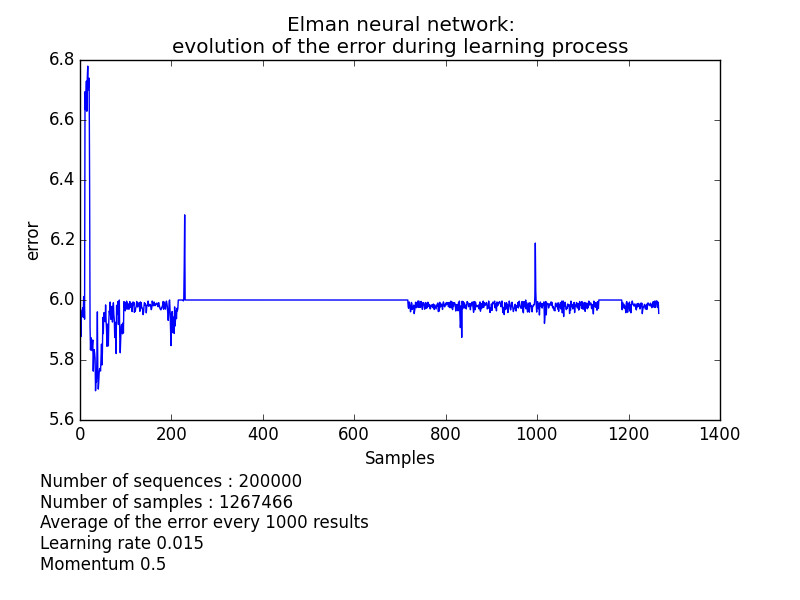 Elman neural network:
evolution of the error during learning process
6.8
6.6
6.4
6.2
6.0
5.8
5.6
error
0 200 400 600 800 1000 1200 1400
Samples
Number of sequences : 200000
Number of samples : 1267466
Average of the error every 1000 results
Learning rate 0.015
Momentum 0.5